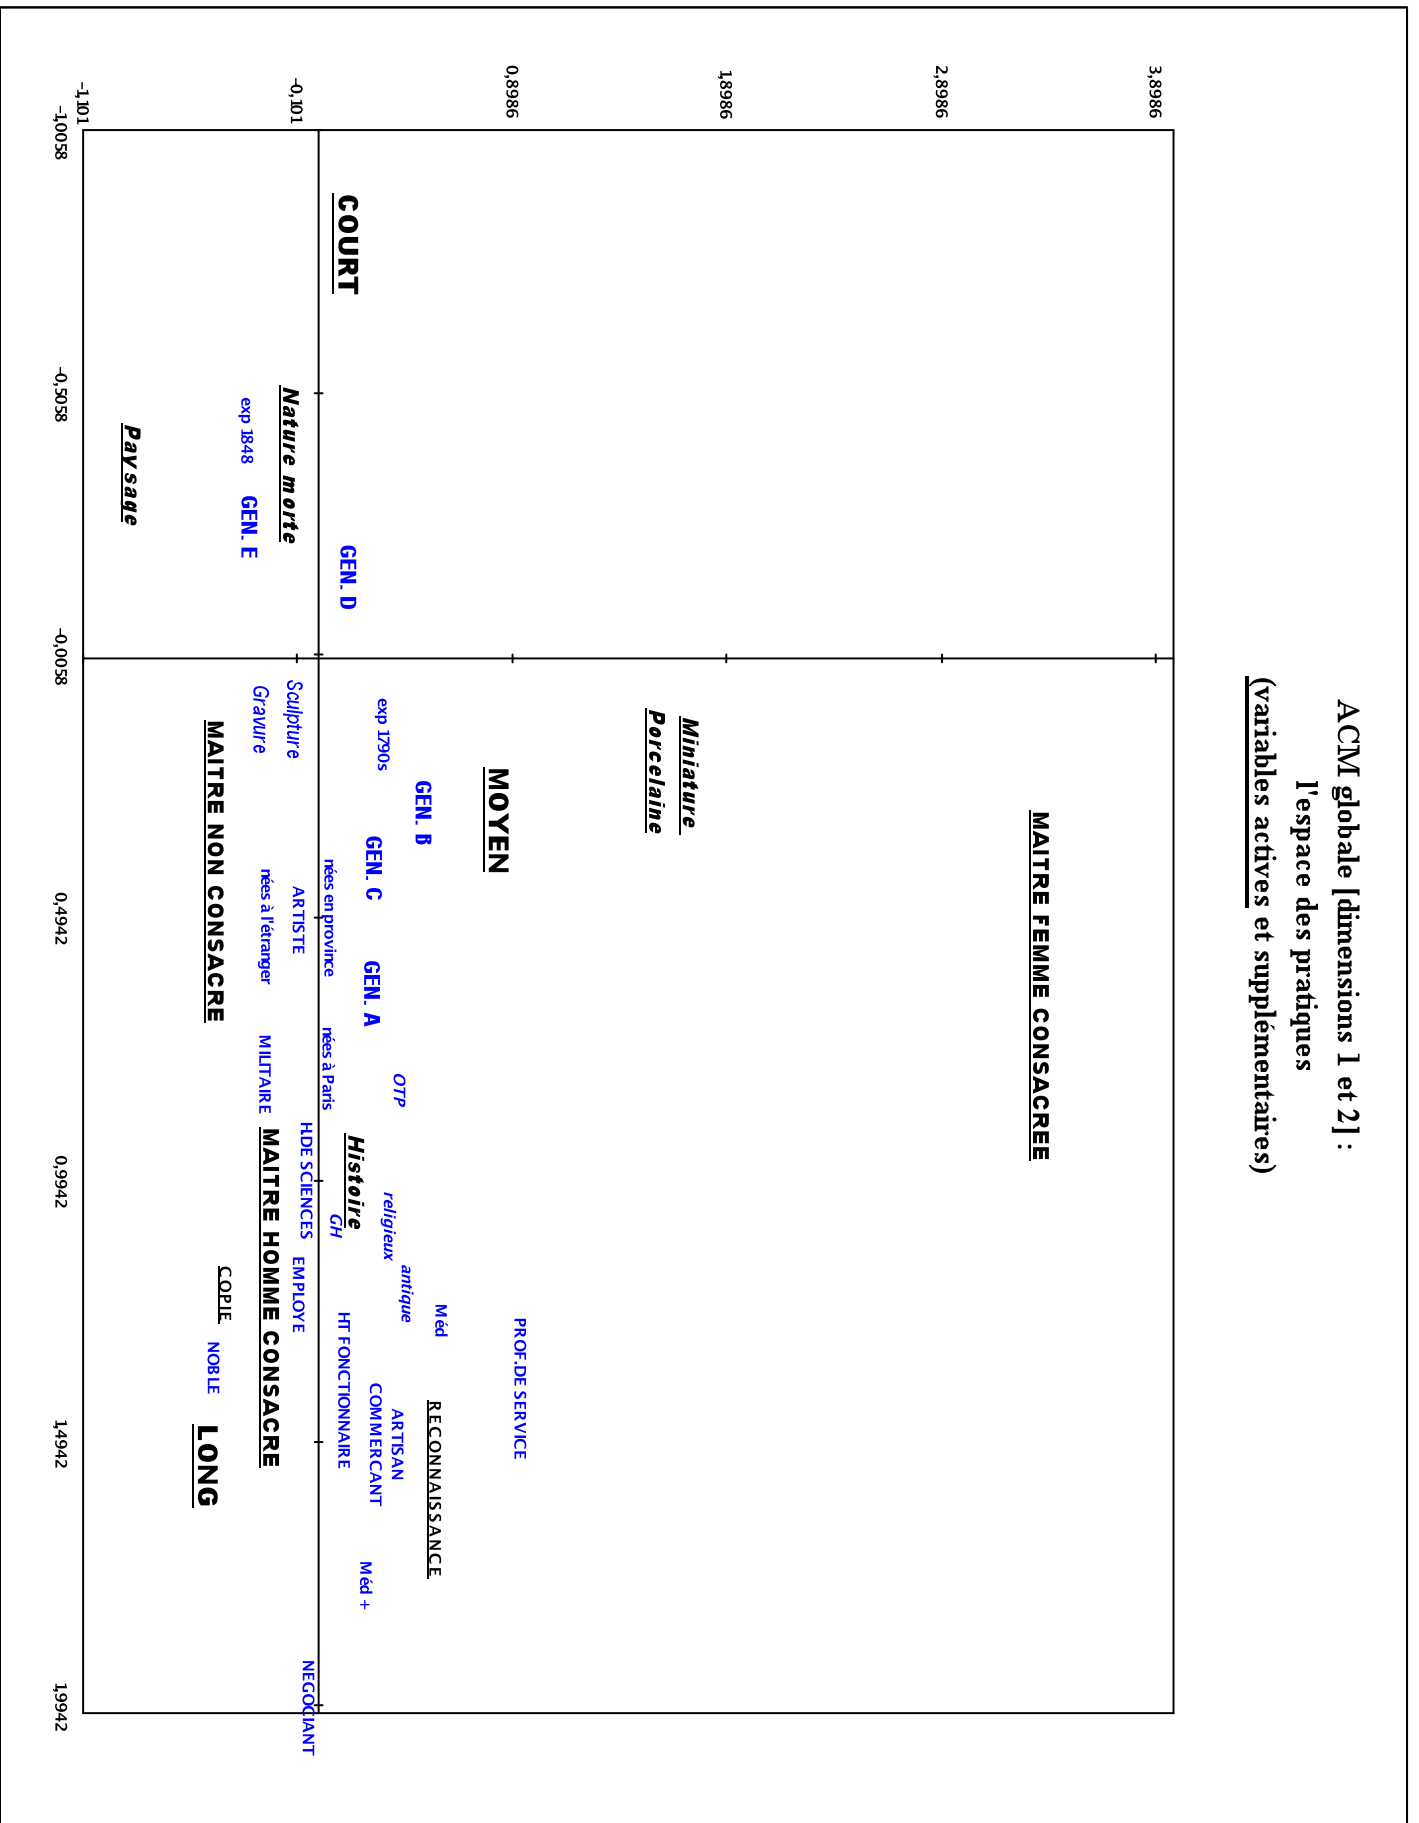 ACM globale [dimensions 1 et 2] :
l'espace des pratiques
(variables actives et supplémentaires)
3,8986
2,8986
1,8986
0,8986
-0,101
-1,101
MAITRE FEMME CONSACREE
Miniature
Porcelaine
PROF.DE SERVICE
MOYEN
Méd
RECONNAISSANCE
GEN. B
antique
OTP
ARTISAN
religieux
exp 1790s
GEN. C
COMMERCANT
GEN. A
Méd +
Histoire
COURT
GEN. D
HT FONCTIONNAIRE
GH
nées en province
nées à Paris
H.DE SCIENCES
NEGOCIANT
ARTISTE
EMPLOYE
Sculpture
Nature morte
MAITRE HOMME CONSACRE
nées à l'étranger
MILITAIRE
Gravure
GEN. E
exp 1848
COPIE
MAITRE NON CONSACRE
NOBLE
LONG
Paysage
-1,0058
-0,5058
-0,0058
0,4942
0,9942
1,4942
1,9942